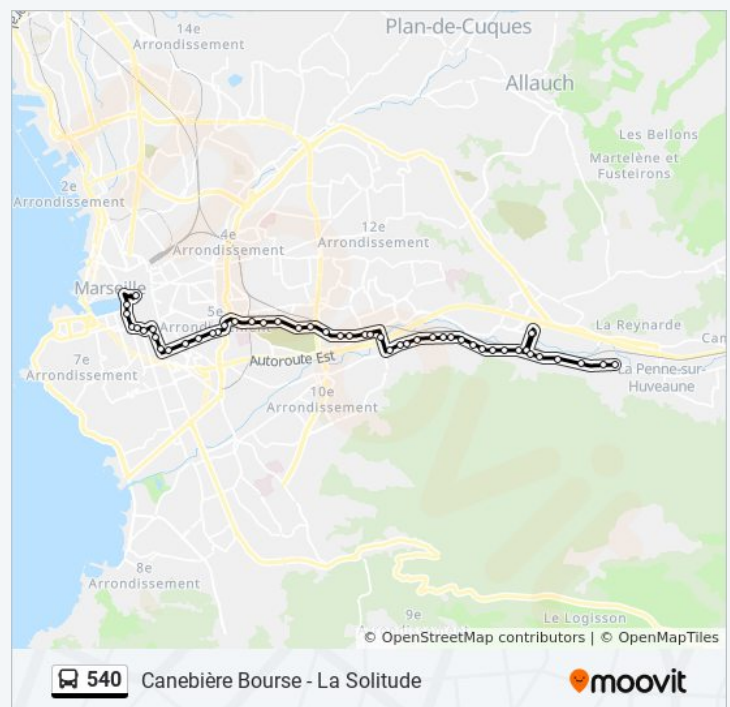 14e
Arrondissement
Plan-de-Cuques
Allauch
Les Bellons
Martelène et
Fusteirons
2e
Arrondissement
12e
Arrondissement
4e
Arrondissement
Marseille
5e
Arrondissement
La Reynarde
Cam
7e
Arrondissement
Autoroute Est
La Penne-sur-
Huveaune
10e
Arrondissement
8e
Arrondissement
9e
Arrondissement
Le Logisson
© OpenStreetMap contributors | © OpenMapTiles
540 Canebière Bourse - La Solitude
moovit